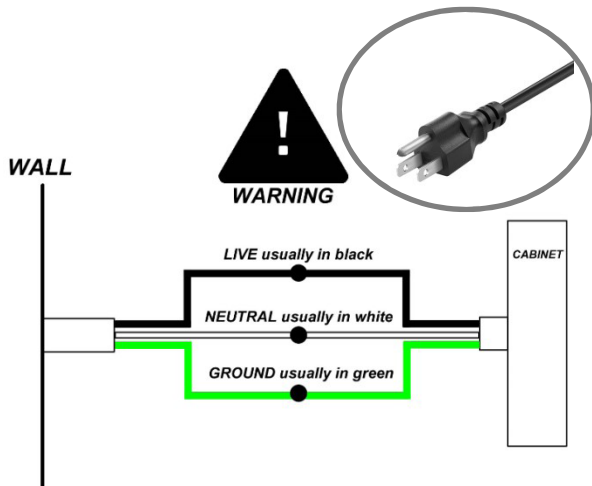 !
WARNING
WALL
LIVE usually in black
CABINET
NEUTRAL usually in white
GROUND usually in green